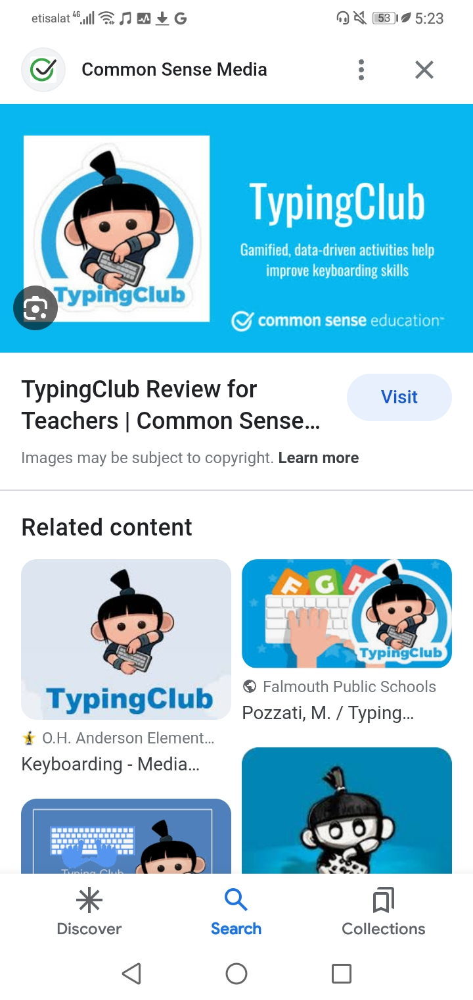 etisalat 4G 53 5:23
Common Sense Media
TypingClub
Gamified, data-driven activities help
improve keyboarding skills
TypingClub
common sense education
TypingClub Review for
Teachers | Common Sense...
Visit
Images may be subject to copyright. Learn more
Related content
F G H
TypingClub
TypingClub
Falmouth Public Schools
Pozzati, M. / Typing...
O.H. Anderson Element...
Keyboarding - Media...
Typing Club
Discover
Search
Collections